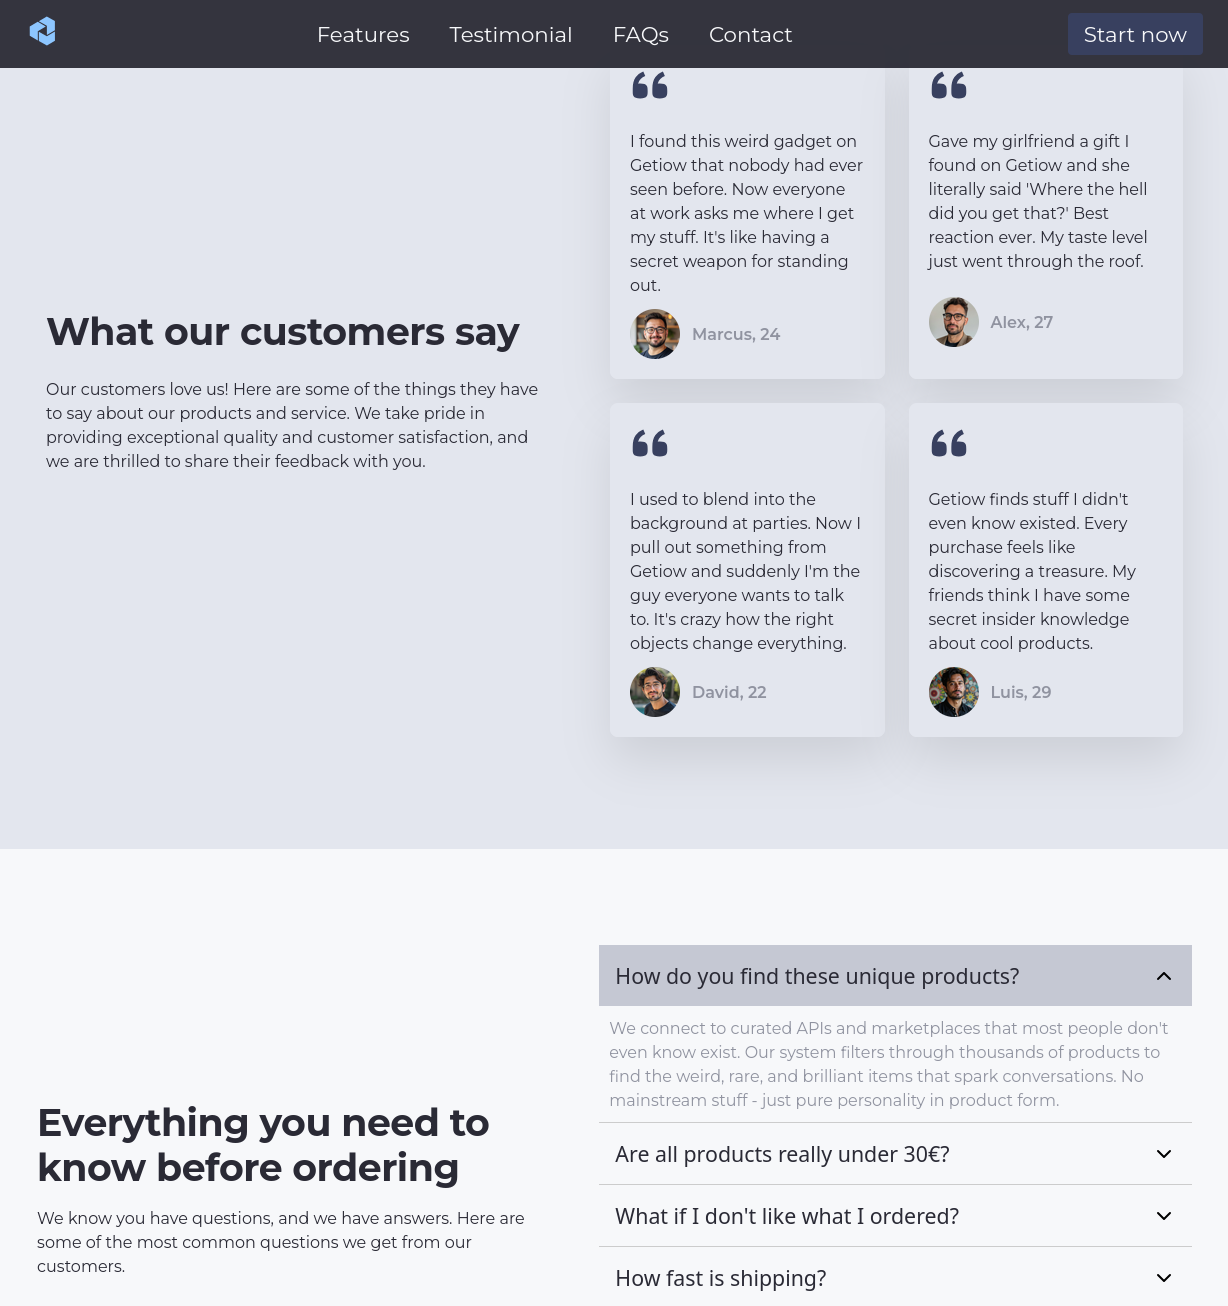 Features
Testimonial
FAQs
Contact
Start now
What our customers say
Our customers love us! Here are some of the things they have
to say about our products and service. We take pride in
providing exceptional quality and customer satisfaction, and
we are thrilled to share their feedback with you.
I found this weird gadget on
Getiow that nobody had ever
seen before. Now everyone
at work asks me where I get
my stuff. It's like having a
secret weapon for standing
out.
Marcus, 24
Gave my girlfriend a gift I
found on Getiow and she
literally said 'Where the hell
did you get that?' Best
reaction ever. My taste level
just went through the roof.
Alex, 27
I used to blend into the
background at parties. Now I
pull out something from
Getiow and suddenly I'm the
guy everyone wants to talk
to. It's crazy how the right
objects change everything.
David, 22
Getiow finds stuff I didn't
even know existed. Every
purchase feels like
discovering a treasure. My
friends think I have some
secret insider knowledge
about cool products.
Luis, 29
Everything you need to
know before ordering
We know you have questions, and we have answers. Here are
some of the most common questions we get from our
customers.
How do you find these unique products?
We connect to curated APIs and marketplaces that most people don't
even know exist. Our system filters through thousands of products to
find the weird, rare, and brilliant items that spark conversations. No
mainstream stuff - just pure personality in product form.
Are all products really under 30€?
What if I don't like what I ordered?
How fast is shipping?